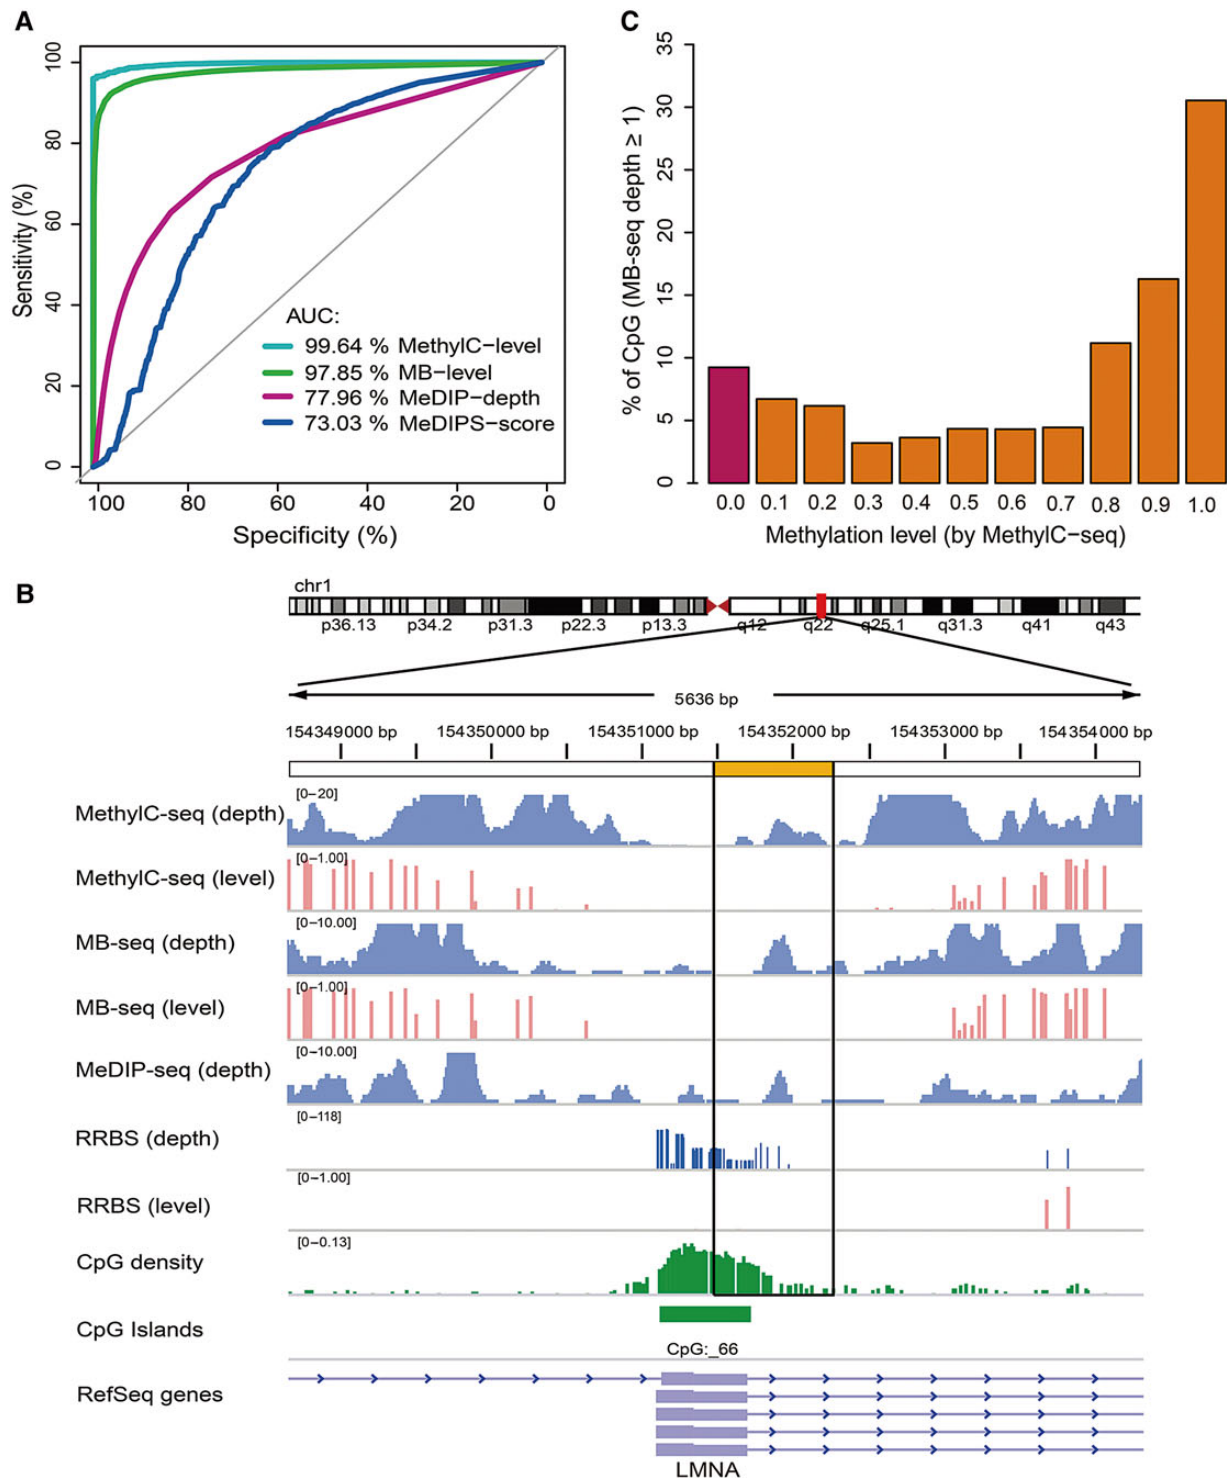 A
Sensitivity (%)
100
80
60
40
20
0
AUC:
99.64 % MethylC−level
97.85 % MB−level
77.96 % MeDIP−depth
73.03 % MeDIPS−score
100 80 60 40 20 0
Specificity (%)
C
% of CpG (MB−seq depth ≥ 1)
35
30
25
20
15
10
5
0
0.0 0.1 0.2 0.3 0.4 0.5 0.6 0.7 0.8 0.9 1.0
Methylation level (by MethylC−seq)
B
chr1
p36.13 p34.2 p31.3 p22.3 p13.3 q12 q22 q25.1 q31.3 q41 q43
5636 bp
154349000 bp 154350000 bp 154351000 bp 154352000 bp 154353000 bp 154354000 bp
MethylC-seq (depth) [0−20]
MethylC-seq (level) [0−1.00]
MB-seq (depth) [0−10.00]
MB-seq (level) [0−1.00]
MeDIP-seq (depth) [0−10.00]
RRBS (depth) [0−118]
RRBS (level) [0−1.00]
CpG density [0−0.13]
CpG Islands
CpG:_66
RefSeq genes
LMNA